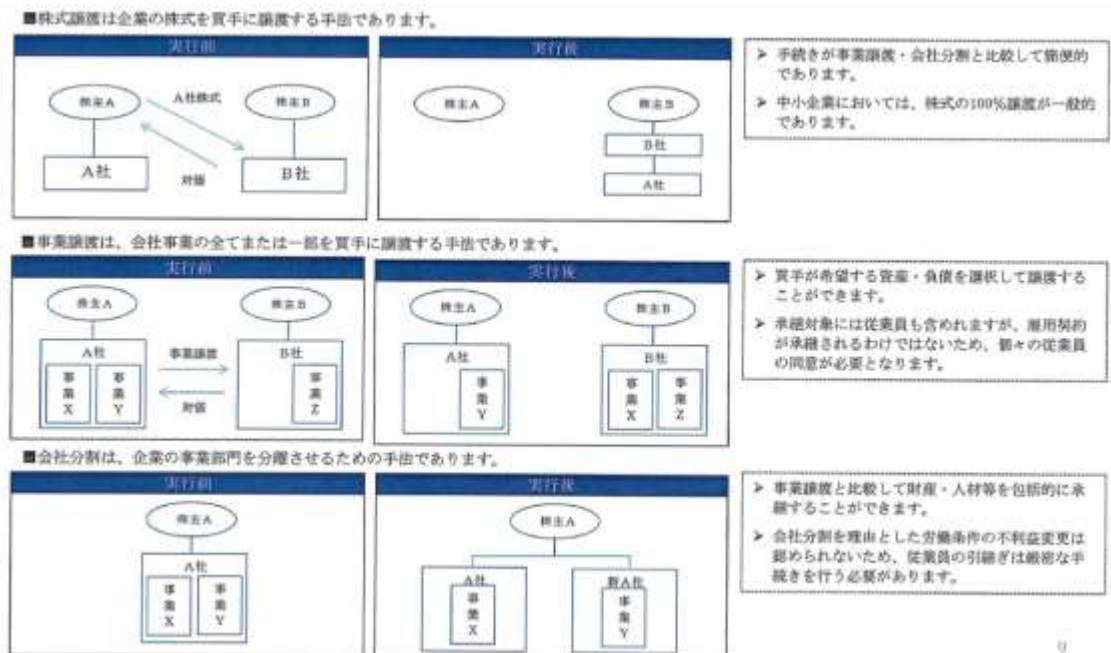 ■株式譲渡は企業の株式を買手に譲渡する手法であります。
実行前
株主A
A社株式
株主B
A社
対価
B社
実行後
株主A
株主B
B社
A社
➤ 手続きが事業譲渡・会社分割と比較して簡便的
であります。
➤ 中小企業においては、株式の100%譲渡が一般的
であります。
■事業譲渡は、会社事業の全てまたは一部を買手に譲渡する手法であります。
実行前
株主A
株主B
A社
事業X
事業Y
事業譲渡
対価
B社
事業Z
実行後
株主A
株主B
A社
事業Y
B社
事業X
事業Z
➤ 買手が希望する資産・負債を選択して譲渡する
ことができます。
➤ 承継対象には従業員も含めれますが、雇用契約
が承継されるわけではないため、個々の従業員
の同意が必要となります。
■会社分割は、企業の事業部門を分離させるための手法であります。
実行前
株主A
A社
事業X
事業Y
実行後
株主A
A社
事業X
新A社
事業Y
➤ 事業譲渡と比較して財産・人材等を包括的に承
継することができます。
➤ 会社分割を理由とした労働条件の不利益変更は
認められないため、従業員の引継ぎは厳密な手
続きを行う必要があります。
9